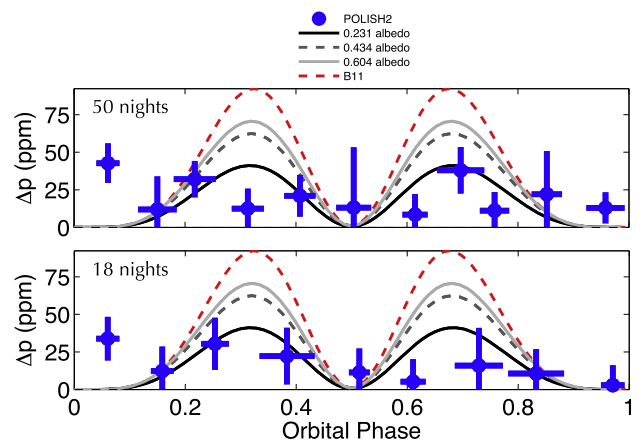 POLISH2
0.231 albedo
0.434 albedo
0.604 albedo
B11
50 nights
75
50
25
0
Δp (ppm)
18 nights
75
50
25
0
Δp (ppm)
0 0.2 0.4 0.6 0.8 1
Orbital Phase